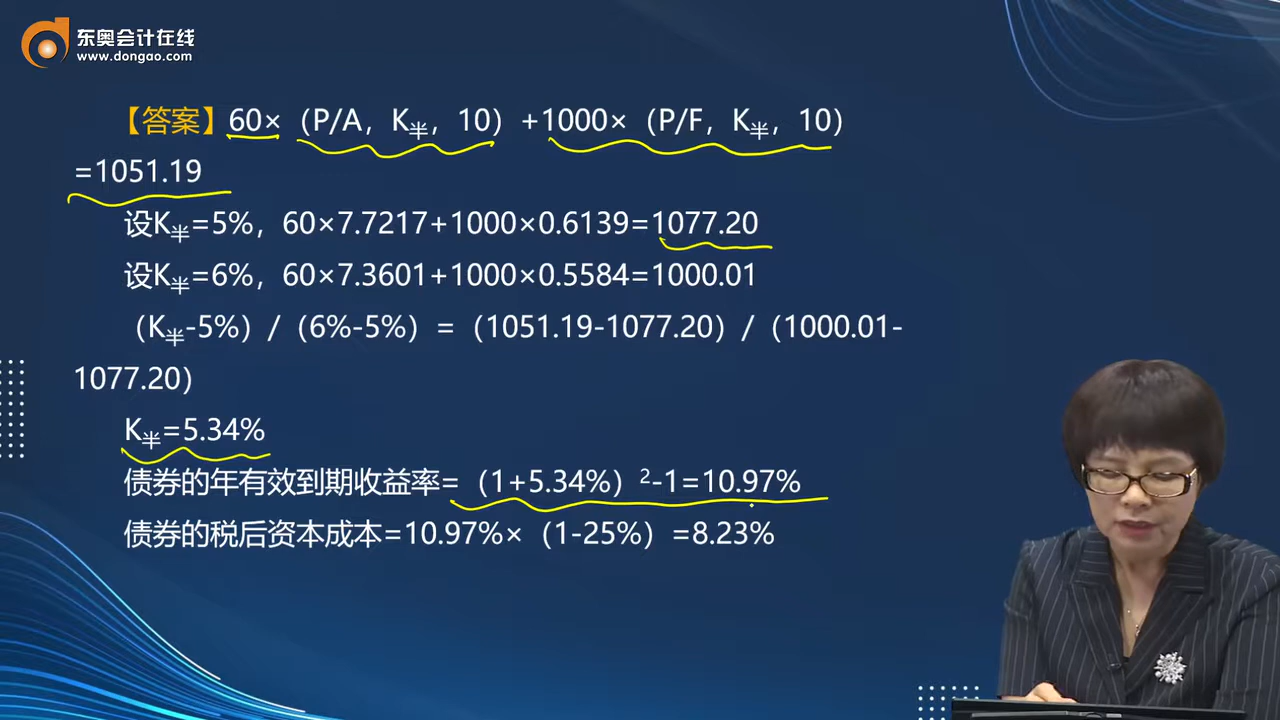 东奥会计在线
www.dongao.com
【答案】60×（P/A，K半，10）+1000×（P/F，K半，10）
=1051.19
设K半=5%，60×7.7217+1000×0.6139=1077.20
设K半=6%，60×7.3601+1000×0.5584=1000.01
（K半-5%）/（6%-5%）=（1051.19-1077.20）/（1000.01-
1077.20）
K半=5.34%
债券的年有效到期收益率=（1+5.34%）²-1=10.97%
债券的税后资本成本=10.97%×（1-25%）=8.23%